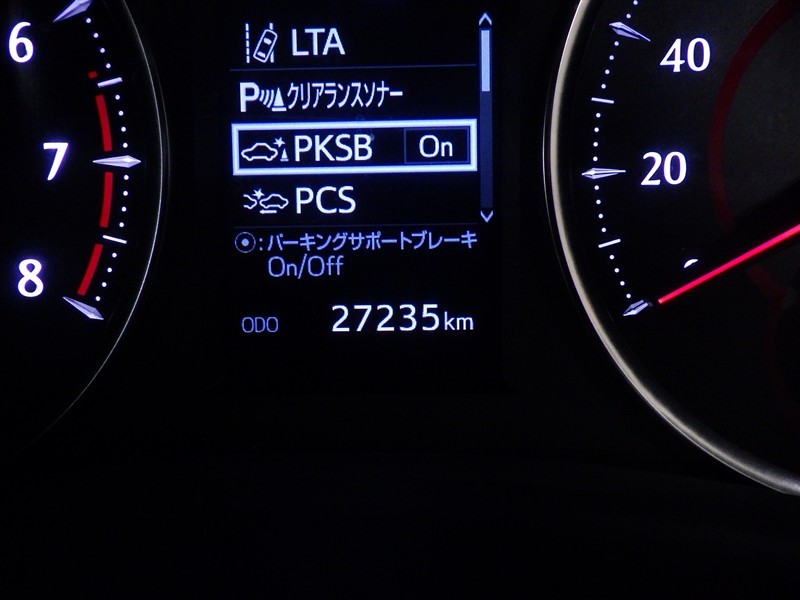 6
7
8
LTA
Pクリアランスソナー
PKSB On
PCS
:パーキングサポートブレーキ
On/Off
ODO 27235km
40
20